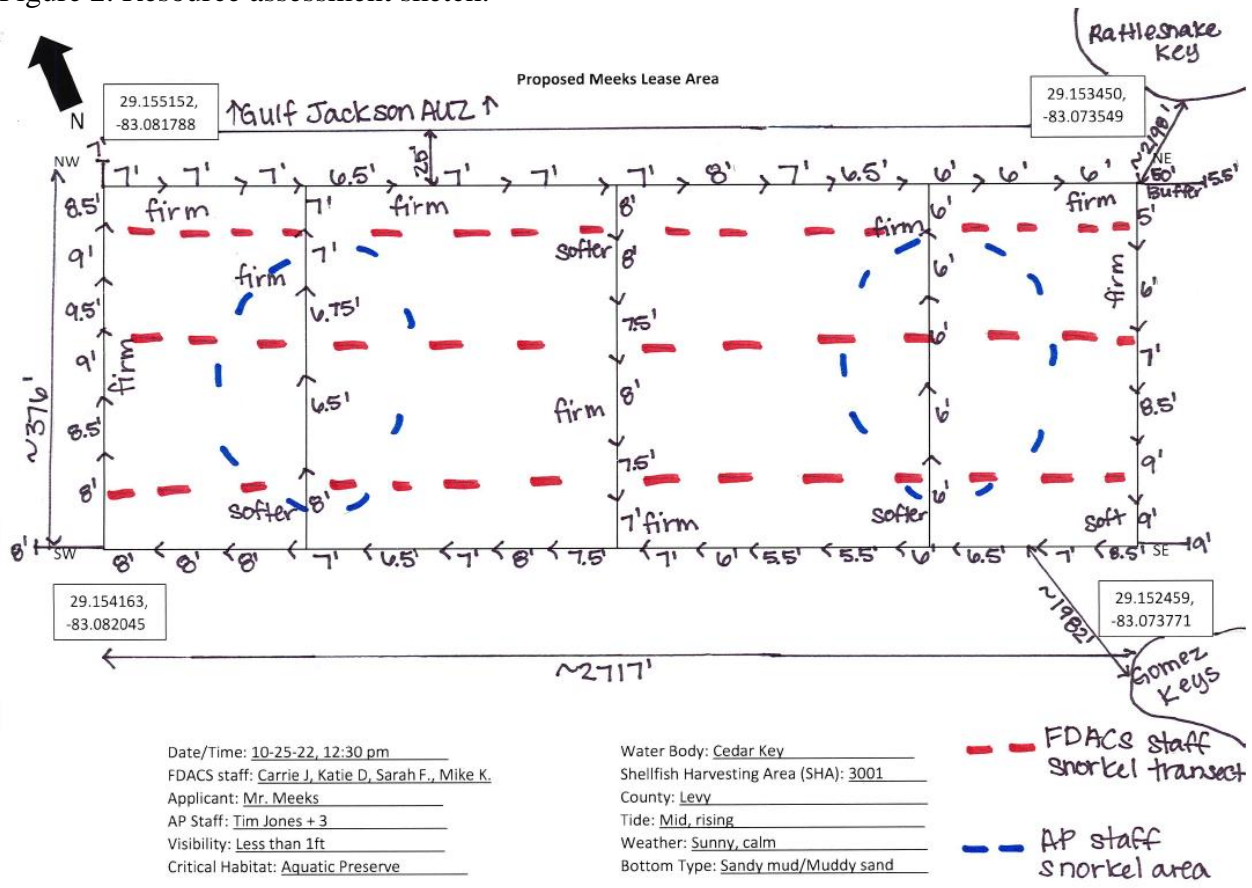 Figure 2. Resource assessment sketch.
Rattlesnake
Key
Proposed Meeks Lease Area
29.155152,
-83.081788
↑Gulf Jackson AUZ↑
29.153450,
-83.073549
N
7'
25'
~2198'
NW
NE
7' 7' 7' 6.5' 7' 7' 7' 8' 7' 6.5' 6' 6' 6' 50' 5.5'
Buffer
8.5' firm 7' firm 8' 6' firm 5'
9' firm 7' softer 8' firm 6' firm 6'
9.5' 6.75' 7.5' 6'
9' firm 6' 7'
8.5' 6.5' firm 8' 6' 8.5'
~376'
8' 7.5' 9'
softer 8' 7' firm softer 6' soft 9'
8' SW SE 9'
8' 8' 8' 7' 6.5' 7' 8' 7.5' 7' 6' 5.5' 5.5' 6' 6.5' 7' 8.5'
29.154163,
-83.082045
~1982'
29.152459,
-83.073771
~2717'
Gomez
Keys
Date/Time: 10-25-22, 12:30 pm
FDACS staff: Carrie J, Katie D, Sarah F., Mike K.
Applicant: Mr. Meeks
AP Staff: Tim Jones + 3
Visibility: Less than 1ft
Critical Habitat: Aquatic Preserve
Water Body: Cedar Key
Shellfish Harvesting Area (SHA): 3001
County: Levy
Tide: Mid, rising
Weather: Sunny, calm
Bottom Type: Sandy mud/Muddy sand
FDACS staff
snorkel transect
AP staff
snorkel area